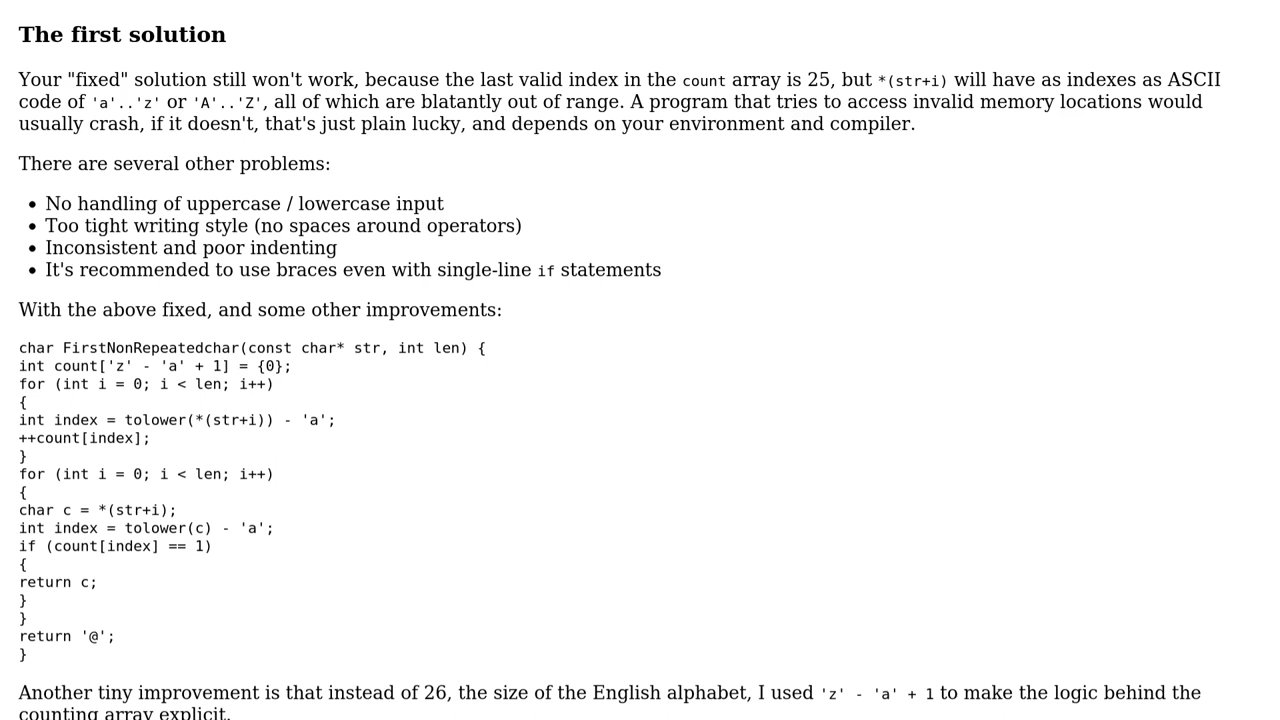 The first solution
Your "fixed" solution still won't work, because the last valid index in the count array is 25, but *(str+i) will have as indexes as ASCII
code of 'a'..'z' or 'A'..'Z', all of which are blatantly out of range. A program that tries to access invalid memory locations would
usually crash, if it doesn't, that's just plain lucky, and depends on your environment and compiler.
There are several other problems:
• No handling of uppercase / lowercase input
• Too tight writing style (no spaces around operators)
• Inconsistent and poor indenting
• It's recommended to use braces even with single-line if statements
With the above fixed, and some other improvements:
char FirstNonRepeatedchar(const char* str, int len) {
int count['z' - 'a' + 1] = {0};
for (int i = 0; i < len; i++)
{
int index = tolower(*(str+i)) - 'a';
++count[index];
}
for (int i = 0; i < len; i++)
{
char c = *(str+i);
int index = tolower(c) - 'a';
if (count[index] == 1)
{
return c;
}
}
return '@';
}
Another tiny improvement is that instead of 26, the size of the English alphabet, I used 'z' - 'a' + 1 to make the logic behind the
counting array explicit.